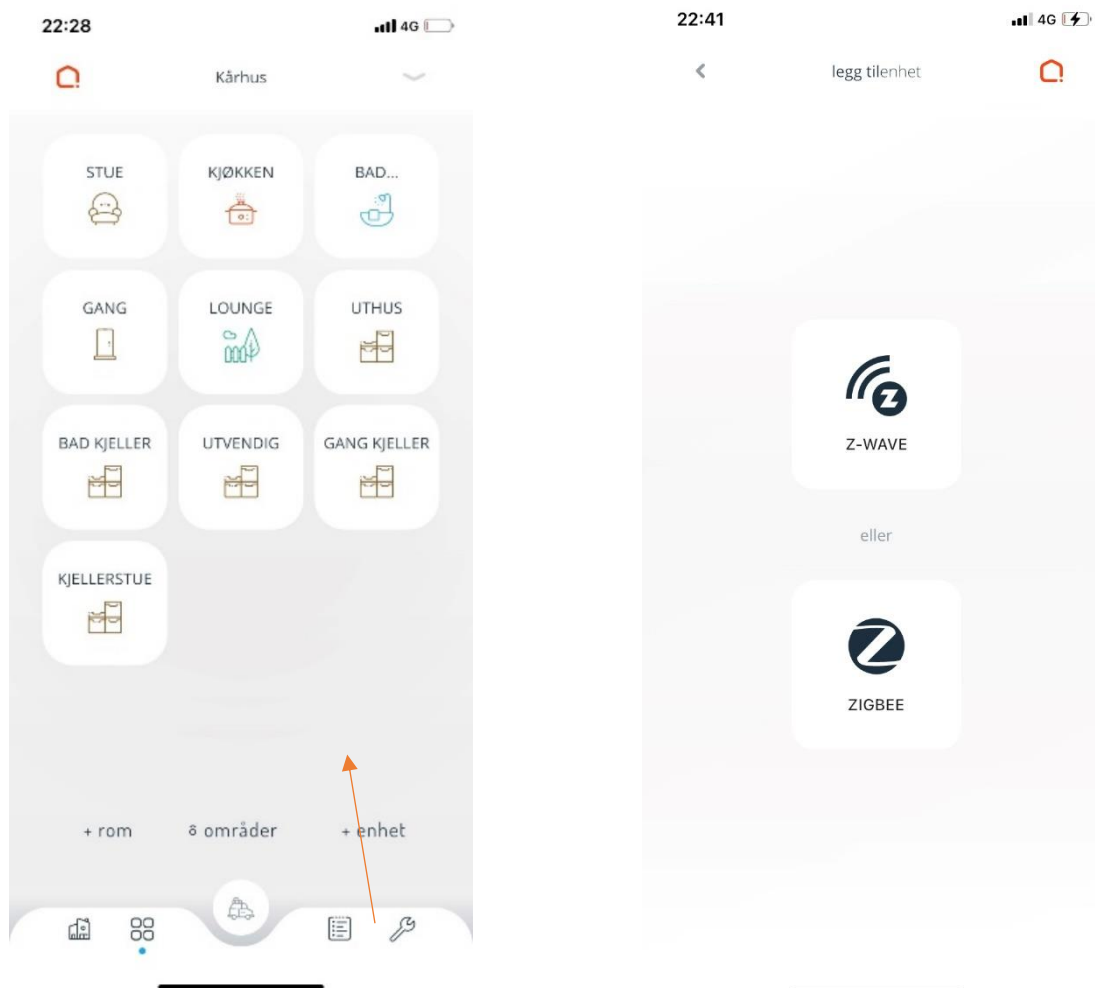 22:28
4G
Kårhus
STUE
KJØKKEN
BAD...
GANG
LOUNGE
UTHUS
BAD KJELLER
UTVENDIG
GANG KJELLER
KJELLERSTUE
+ rom
områder
+ enhet
22:41
4G
legg tilenhet
Z-WAVE
eller
ZIGBEE